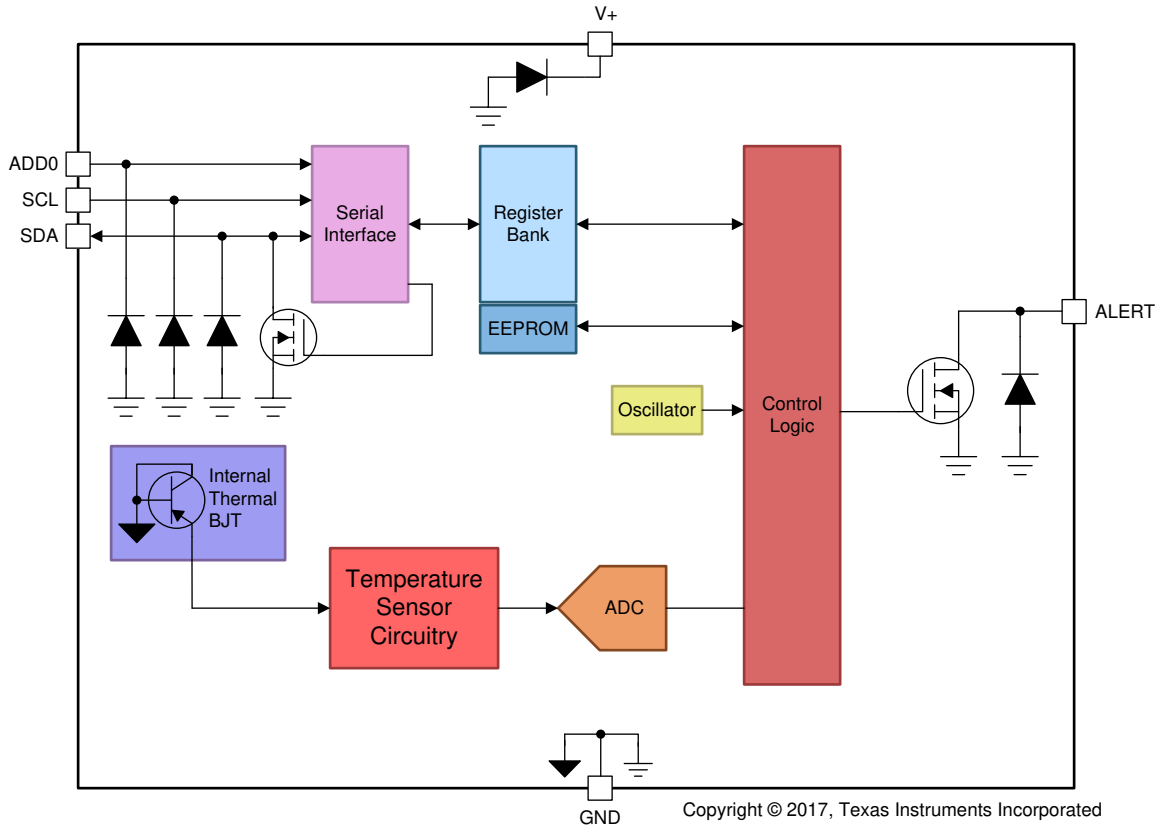 V+
ADD0
SCL
SDA
Serial
Interface
Register
Bank
EEPROM
ALERT
Oscillator
Control
Logic
Internal
Thermal
BJT
Temperature
Sensor
Circuitry
ADC
GND
Copyright © 2017, Texas Instruments Incorporated